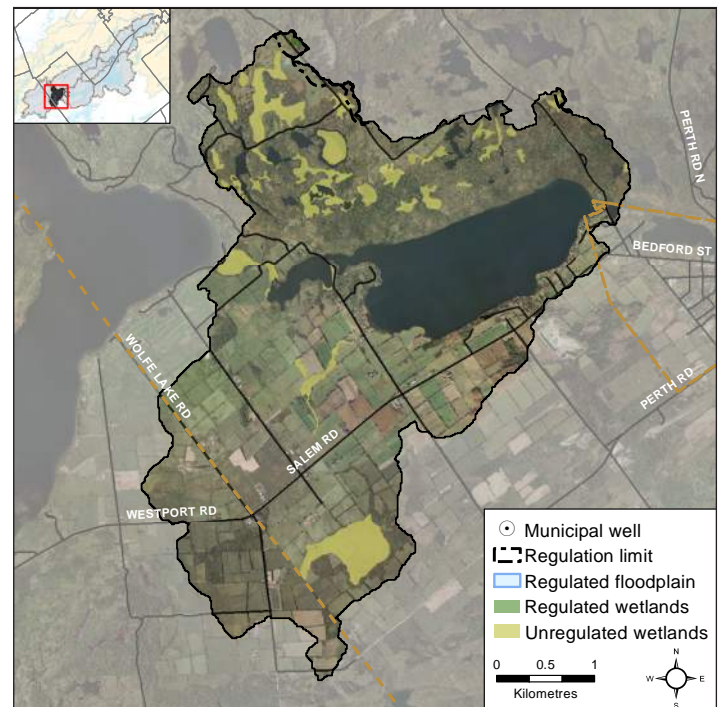 PERTH RD N
BEDFORD ST
WOLFE LAKE RD
PERTH RD
SALEM RD
WESTPORT RD
Municipal well
Regulation limit
Regulated floodplain
Regulated wetlands
Unregulated wetlands
0 0.5 1
Kilometres
N
W E
S